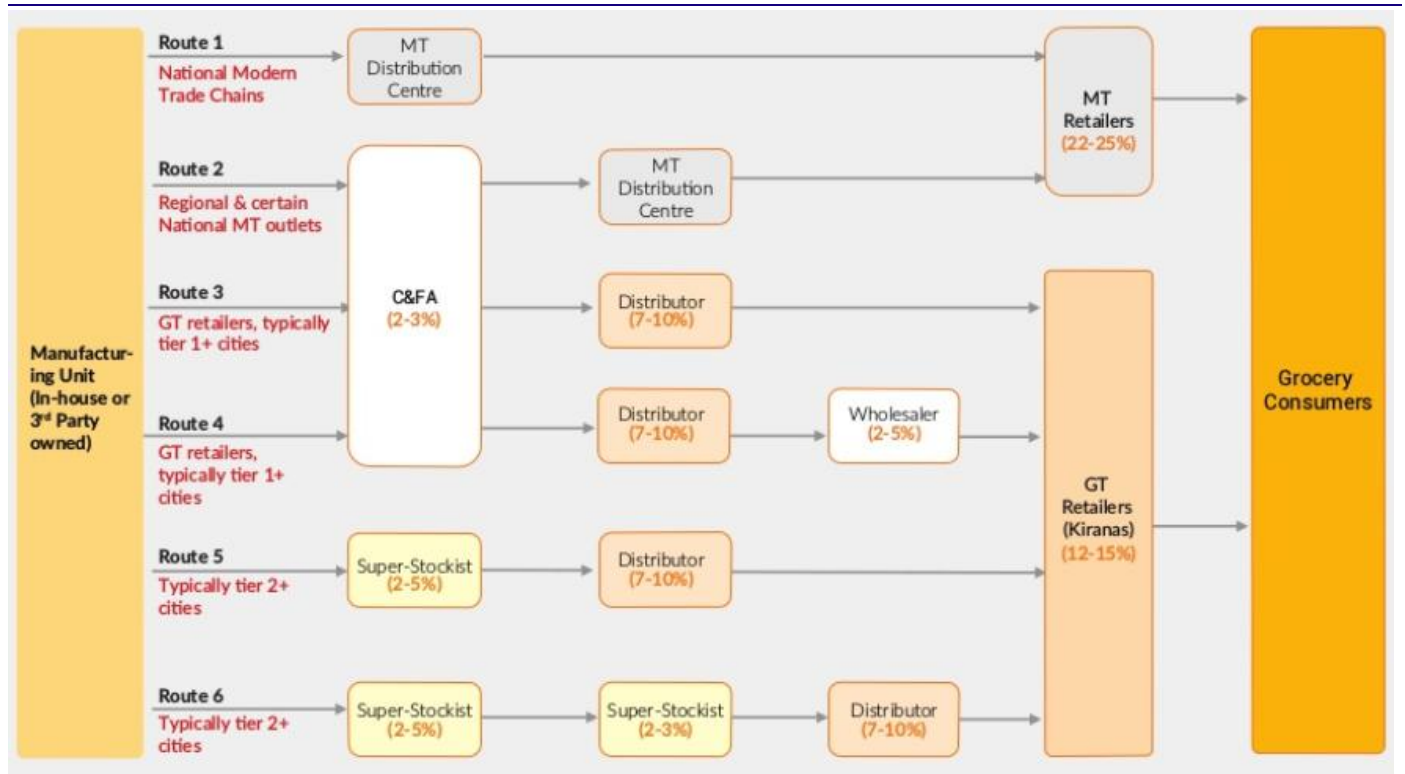 Manufactur-
ing Unit
(In-house or
3rd Party
owned)
Route 1
National Modern
Trade Chains
MT
Distribution
Centre
MT
Retailers
(22-25%)
Route 2
Regional & certain
National MT outlets
C&FA
(2-3%)
MT
Distribution
Centre
Route 3
GT retailers, typically
tier 1+ cities
Distributor
(7-10%)
Route 4
GT retailers,
typically tier 1+
cities
Distributor
(7-10%)
Wholesaler
(2-5%)
GT
Retailers
(Kiranas)
(12-15%)
Route 5
Typically tier 2+
cities
Super-Stockist
(2-5%)
Distributor
(7-10%)
Route 6
Typically tier 2+
cities
Super-Stockist
(2-5%)
Super-Stockist
(2-3%)
Distributor
(7-10%)
Grocery
Consumers